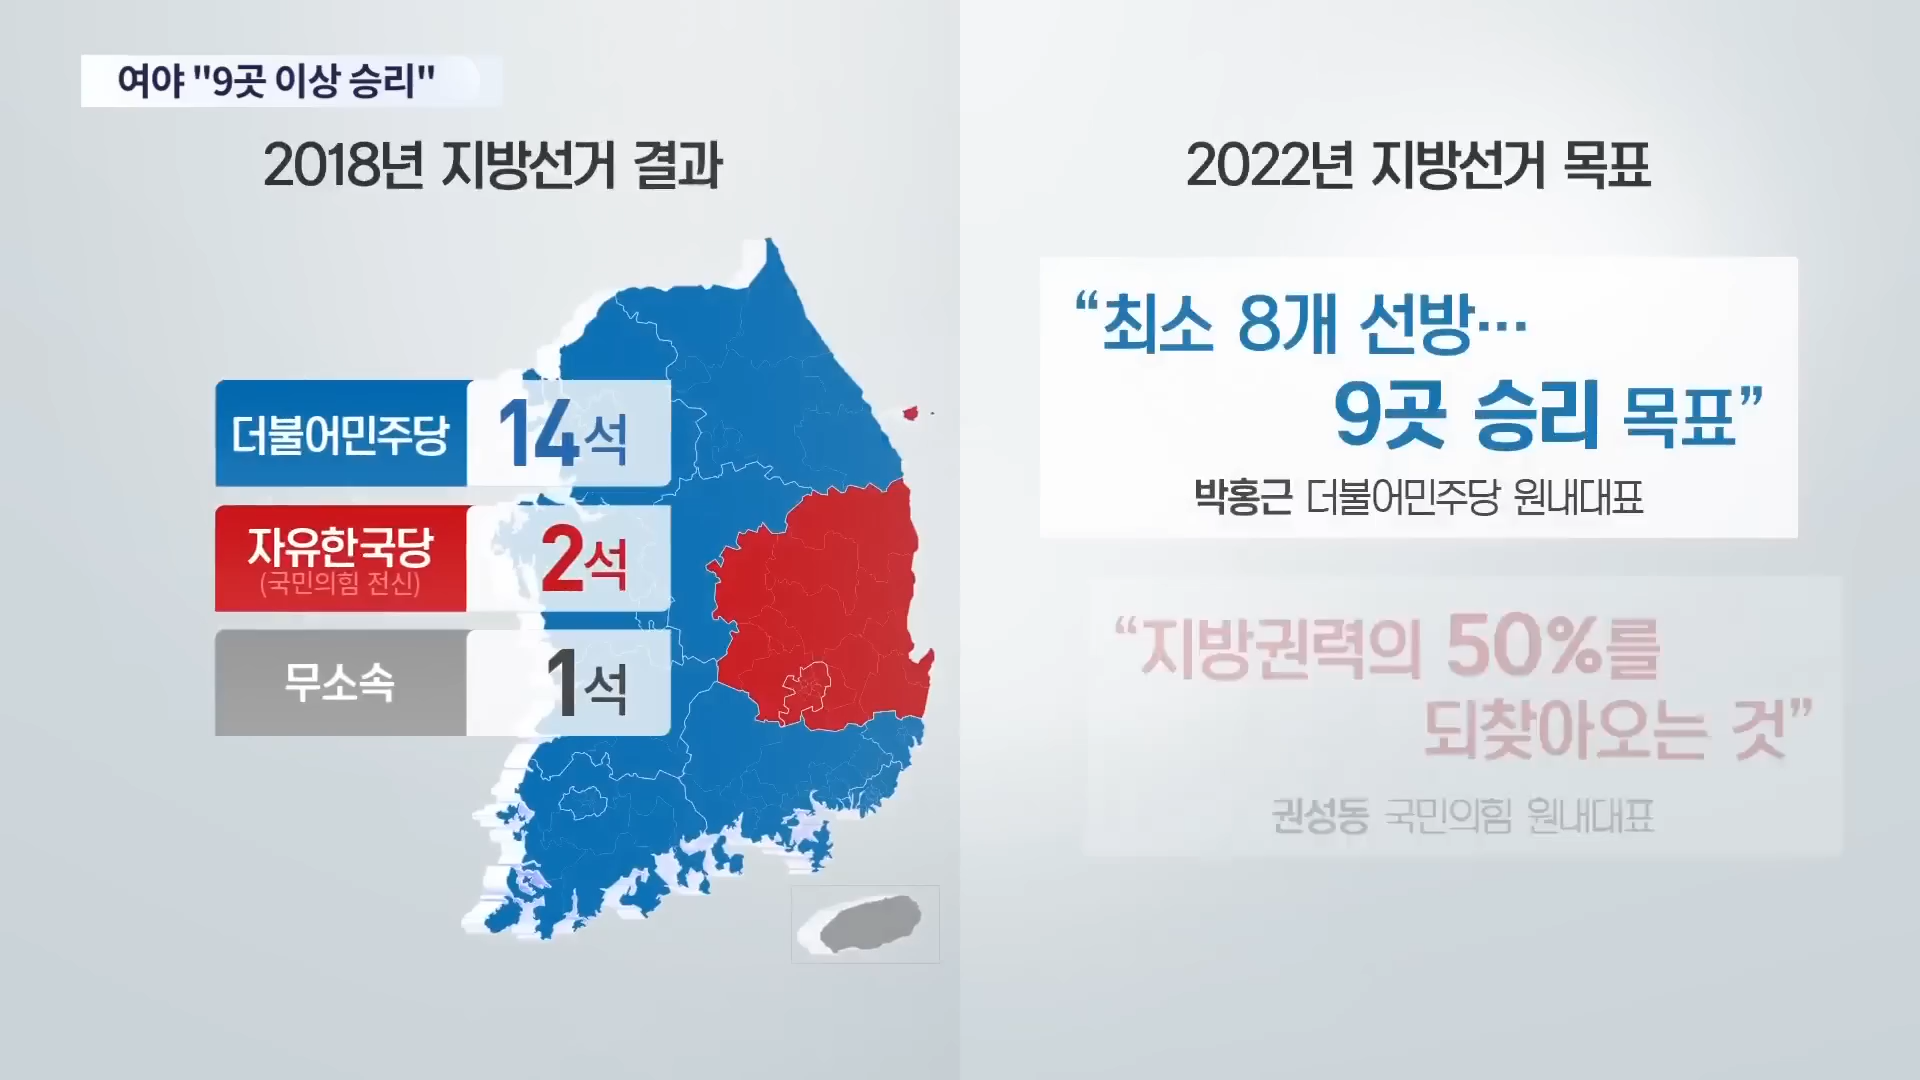 여야 "9곳 이상 승리"
2018년 지방선거 결과
더불어민주당 14석
자유한국당 2석
(국민의힘 전신)
무소속 1석
2022년 지방선거 목표
“최소 8개 선방…
9곳 승리 목표”
박홍근 더불어민주당 원내대표
“지방권력의 50%를
되찾아오는 것”
권성동 국민의힘 원내대표